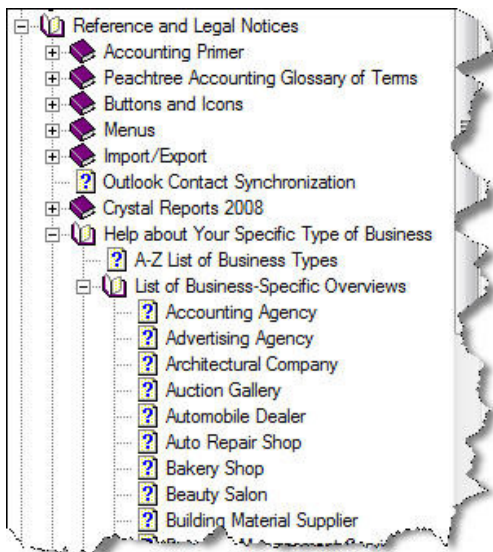 Reference and Legal Notices
Accounting Primer
Peachtree Accounting Glossary of Terms
Buttons and Icons
Menus
Import/Export
Outlook Contact Synchronization
Crystal Reports 2008
Help about Your Specific Type of Business
A-Z List of Business Types
List of Business-Specific Overviews
Accounting Agency
Advertising Agency
Architectural Company
Auction Gallery
Automobile Dealer
Auto Repair Shop
Bakery Shop
Beauty Salon
Building Material Supplier